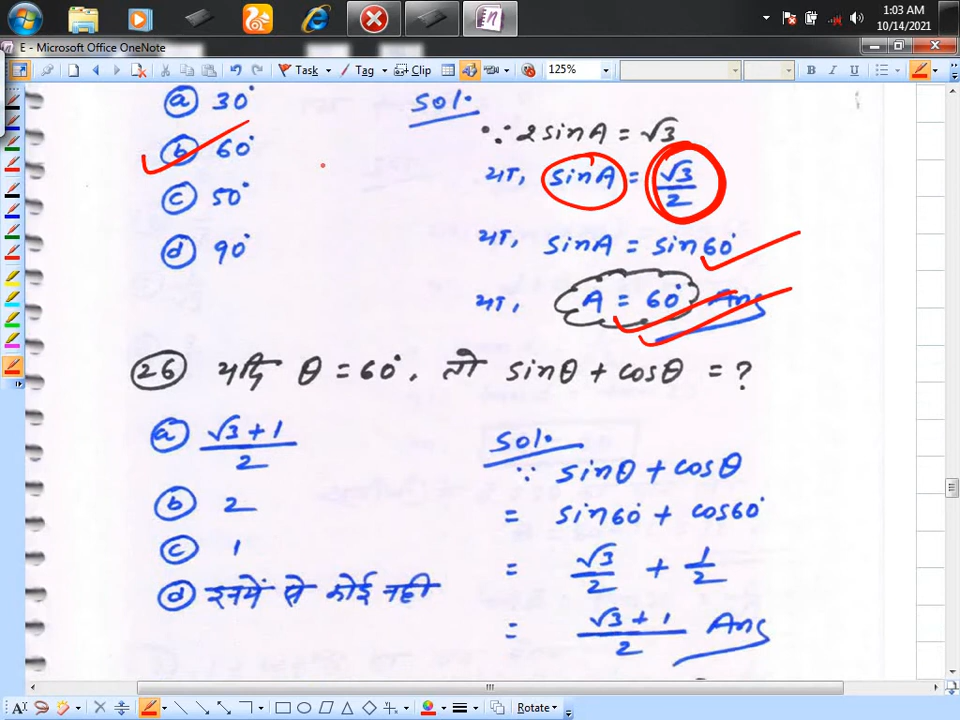 1:03 AM
10/14/2021
E - Microsoft Office OneNote
Task Tag Clip 125% B I U
ⓐ 30°
ⓑ 60°
ⓒ 50°
ⓓ 90°
Sol.
∵ 2 sinA = √3
या, sinA = √3/2
या, sinA = sin60°
या, A = 60° Ans
(26) यदि θ = 60°, तो sinθ + cosθ = ?
ⓐ √3 + 1 / 2
ⓑ 2
ⓒ 1
ⓓ इनमें से कोई नही
Sol.
∵ sinθ + cosθ
= sin60° + cos60°
= √3/2 + 1/2
= √3 + 1 / 2 Ans
Rotate